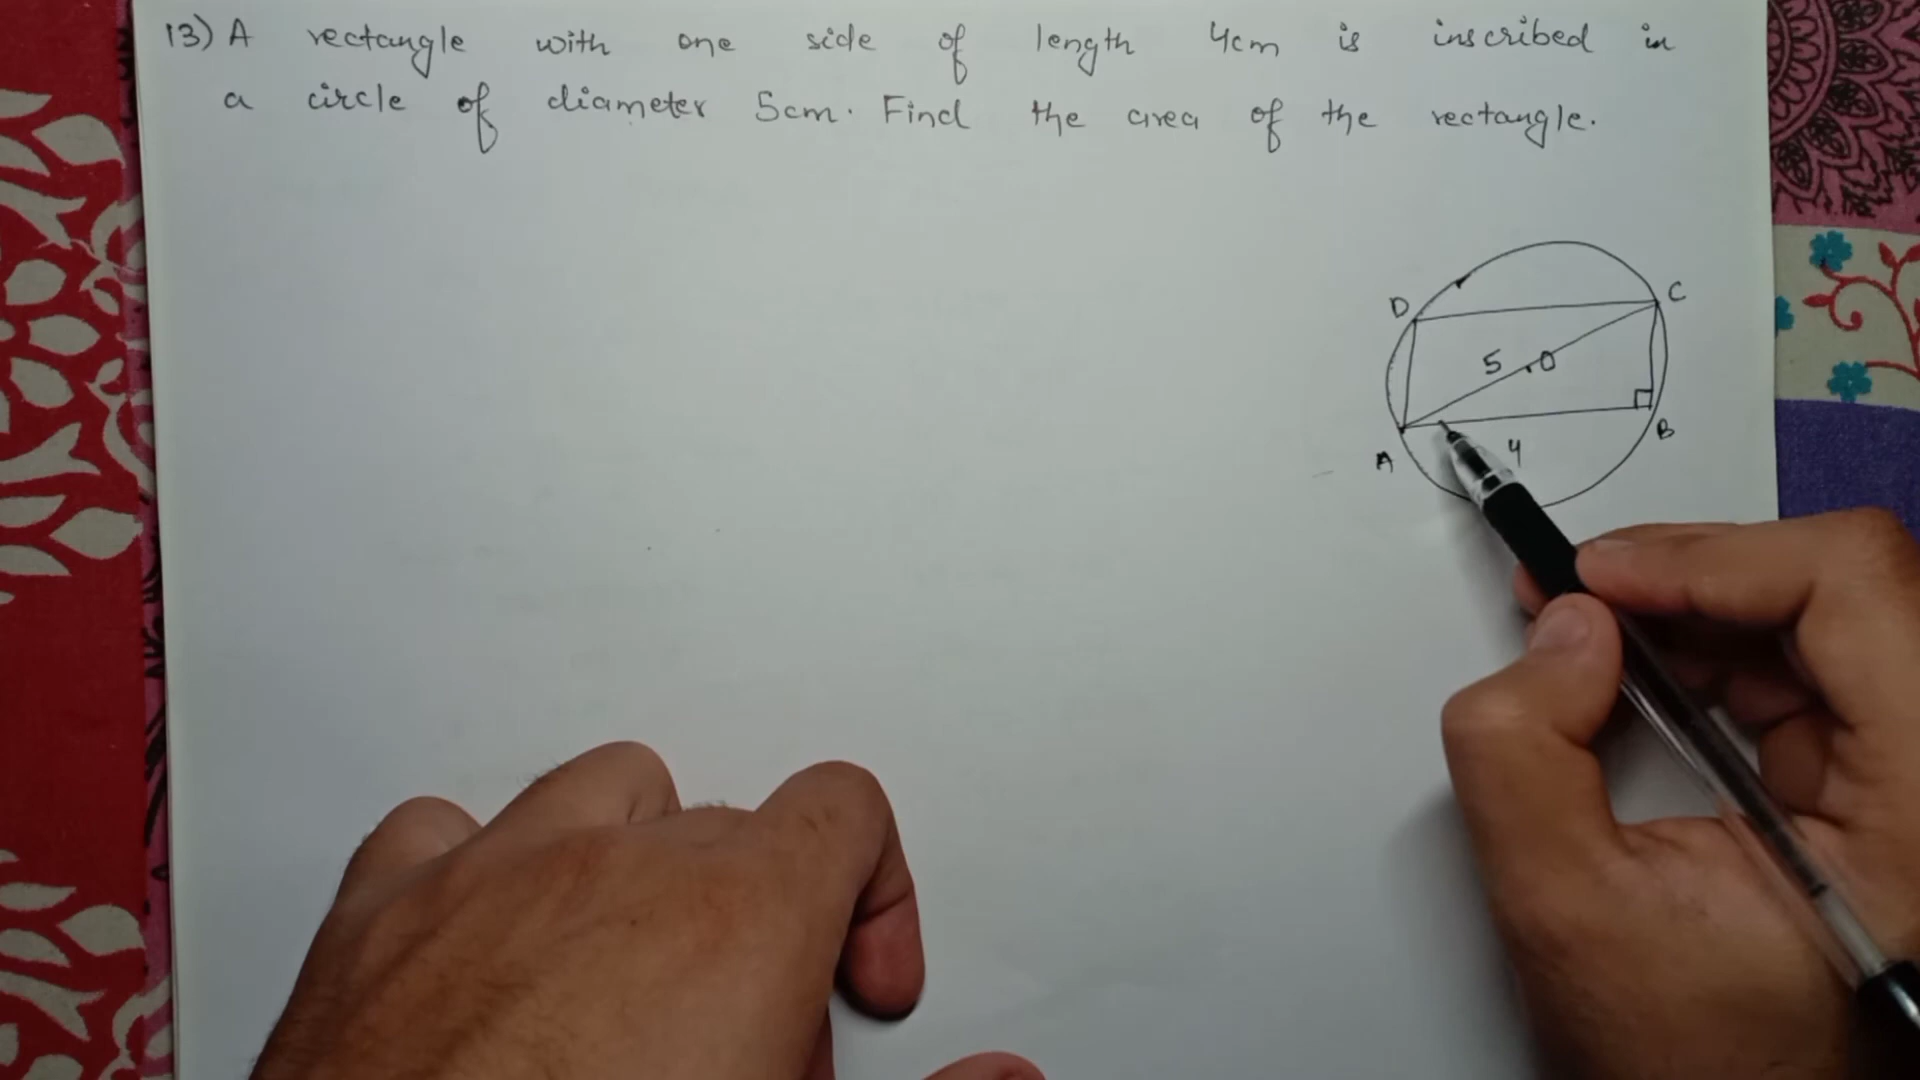 13) A rectangle with one side of length 4cm is inscribed in
a circle of diameter 5cm. Find the area of the rectangle.
D C
5 O
A 4 B